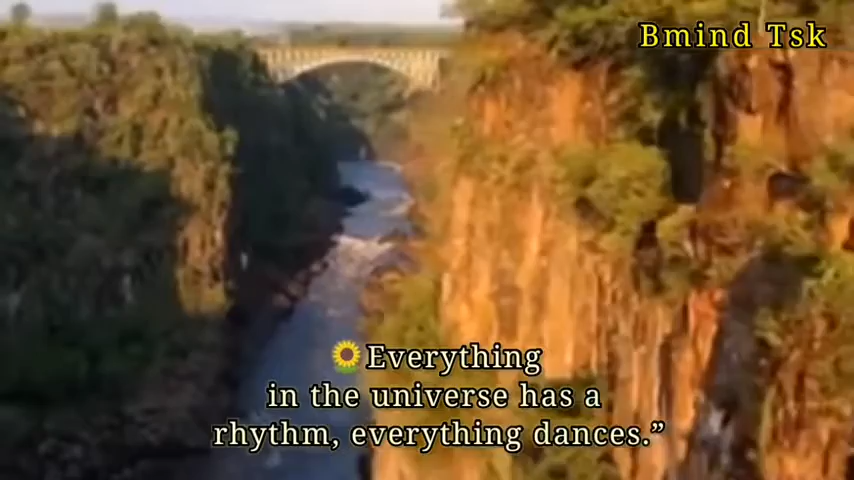 Bmind Tsk
🌻Everything
in the universe has a
rhythm, everything dances.”